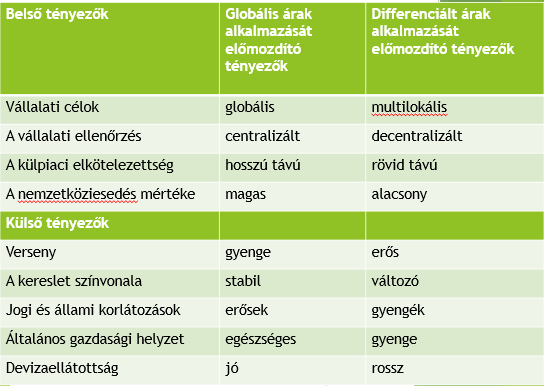 Belső tényezők Globális árak alkalmazását előmozdító tényezők Differenciált árak alkalmazását előmozdító tényezők
Vállalati célok globális multilokális
A vállalati ellenőrzés centralizált decentralizált
A külpiaci elkötelezettség hosszú távú rövid távú
A nemzetköziesedés mértéke magas alacsony
Külső tényezők
Verseny gyenge erős
A kereslet színvonala stabil változó
Jogi és állami korlátozások erősek gyengék
Általános gazdasági helyzet egészséges gyenge
Devizaellátottság jó rossz